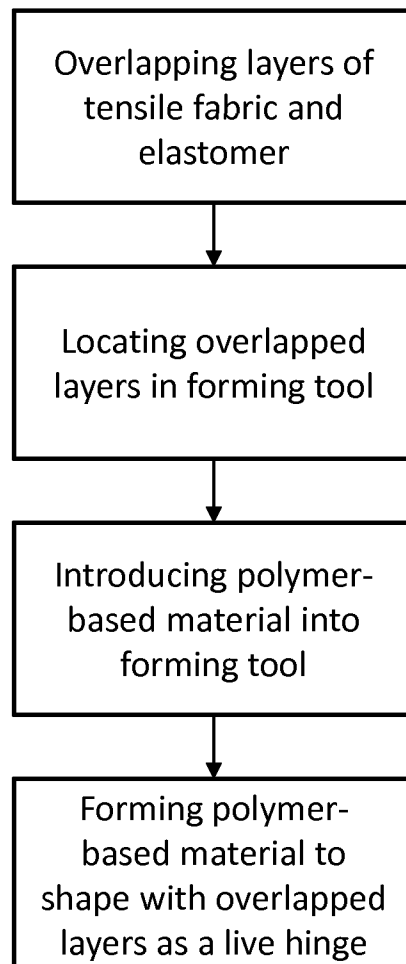 Overlapping layers of
tensile fabric and
elastomer
Locating overlapped
layers in forming tool
Introducing polymer-
based material into
forming tool
Forming polymer-
based material to
shape with overlapped
layers as a live hinge